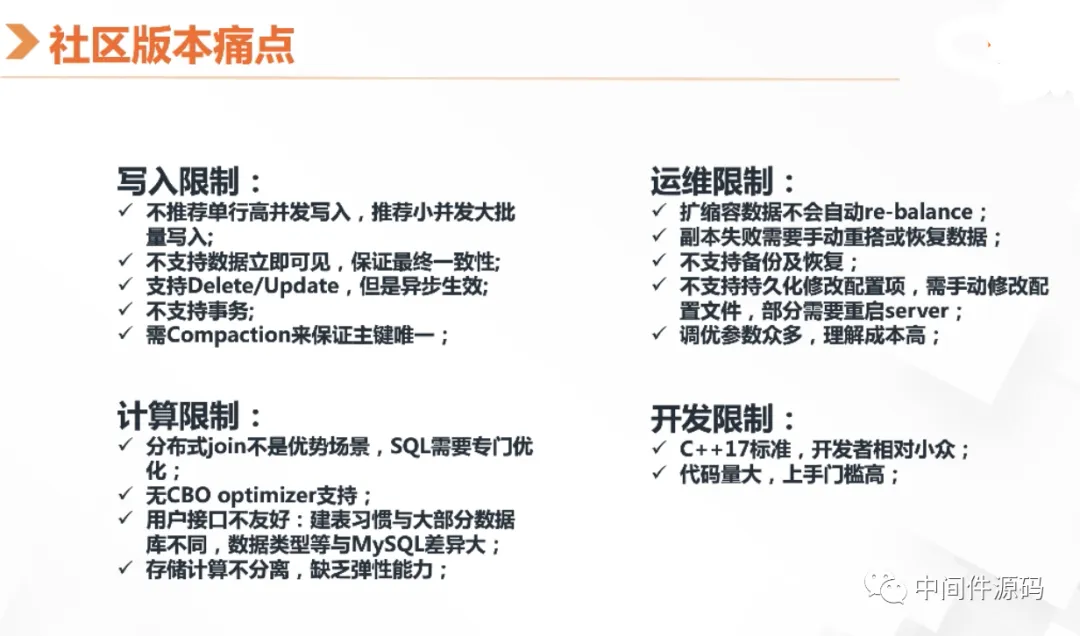 社区版本痛点
写入限制：
✓ 不推荐单行高并发写入，推荐小并发大批
量写入;
✓ 不支持数据立即可见，保证最终一致性;
✓ 支持Delete/Update，但是异步生效;
✓ 不支持事务;
✓ 需Compaction来保证主键唯一；
计算限制：
✓ 分布式join不是优势场景，SQL需要专门优
化；
✓ 无CBO optimizer支持；
✓ 用户接口不友好：建表习惯与大部分数据
库不同，数据类型等与MySQL差异大；
✓ 存储计算不分离，缺乏弹性能力；
运维限制：
✓ 扩缩容数据不会自动re-balance；
✓ 副本失败需要手动重搭或恢复数据；
✓ 不支持备份及恢复；
✓ 不支持持久化修改配置项，需手动修改配
置文件，部分需要重启server；
✓ 调优参数众多，理解成本高；
开发限制：
✓ C++17标准，开发者相对小众；
✓ 代码量大，上手门槛高；
中间件源码